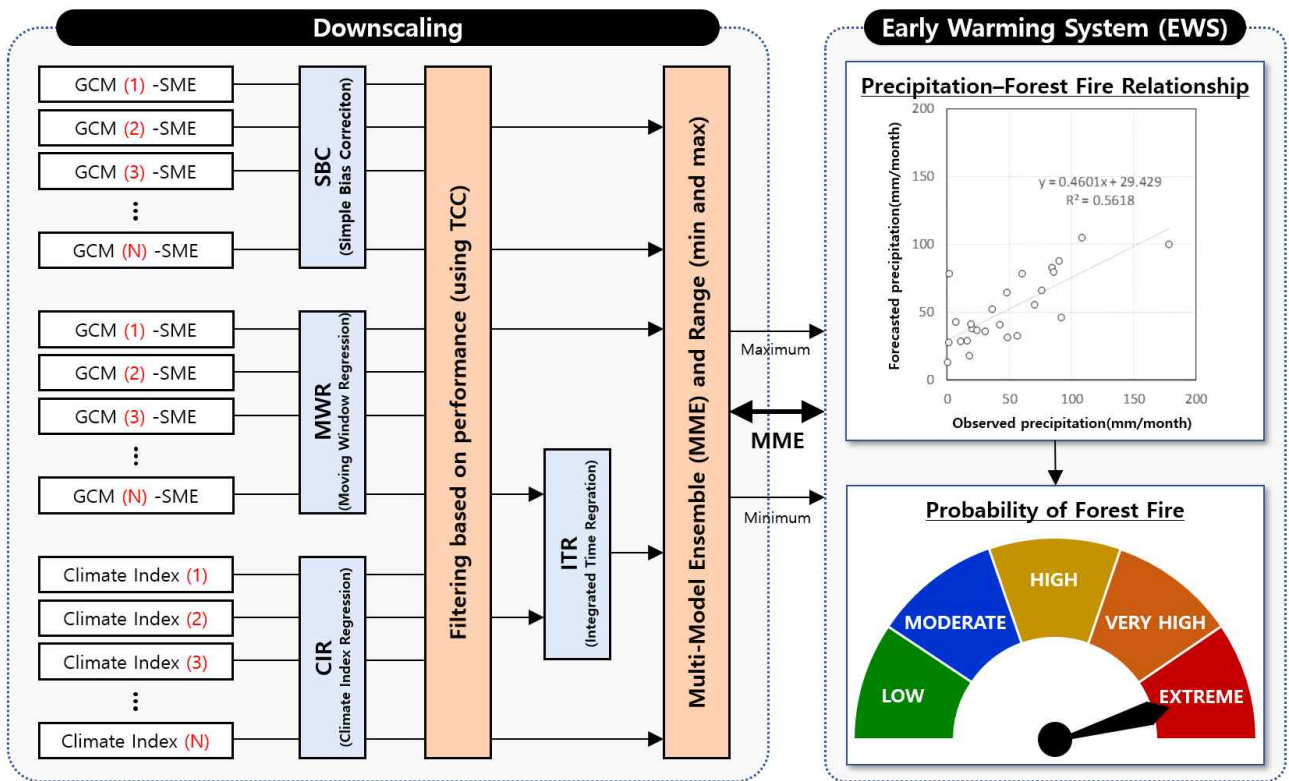 Downscaling
GCM (1) -SME
GCM (2) -SME
GCM (3) -SME
...
GCM (N) -SME
SBC
(Simple Bias Correciton)
GCM (1) -SME
GCM (2) -SME
GCM (3) -SME
...
GCM (N) -SME
MWR
(Moving Window Regression)
Climate Index (1)
Climate Index (2)
Climate Index (3)
...
Climate Index (N)
CIR
(Climate Index Regression)
Filtering based on performance (using TCC)
ITR
(Integrated Time Regration)
Multi-Model Ensemble (MME) and Range (min and max)
Maximum
MME
Minimum
Early Warming System (EWS)
Precipitation–Forest Fire Relationship
Forecasted precipitation(mm/month)
200
150
100
50
0
y = 0.4601x + 29.429
R² = 0.5618
0 50 100 150 200
Observed precipitation(mm/month)
Probability of Forest Fire
LOW
MODERATE
HIGH
VERY HIGH
EXTREME